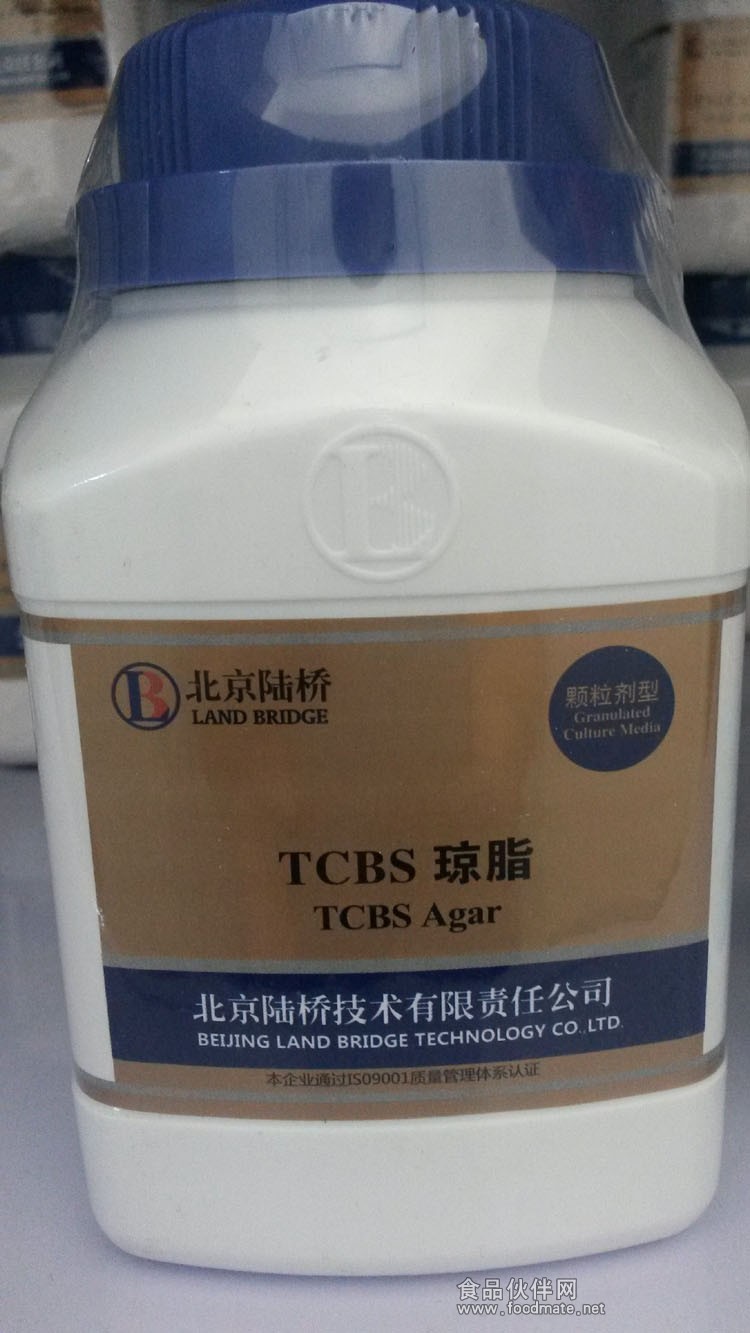 北京陆桥
LAND BRIDGE
颗粒剂型
Granulated
Culture Media
TCBS 琼脂
TCBS Agar
北京陆桥技术有限责任公司
BEIJING LAND BRIDGE TECHNOLOGY CO.,LTD.
本企业通过ISO9001质量管理体系认证
食品伙伴网
www.foodmate.net